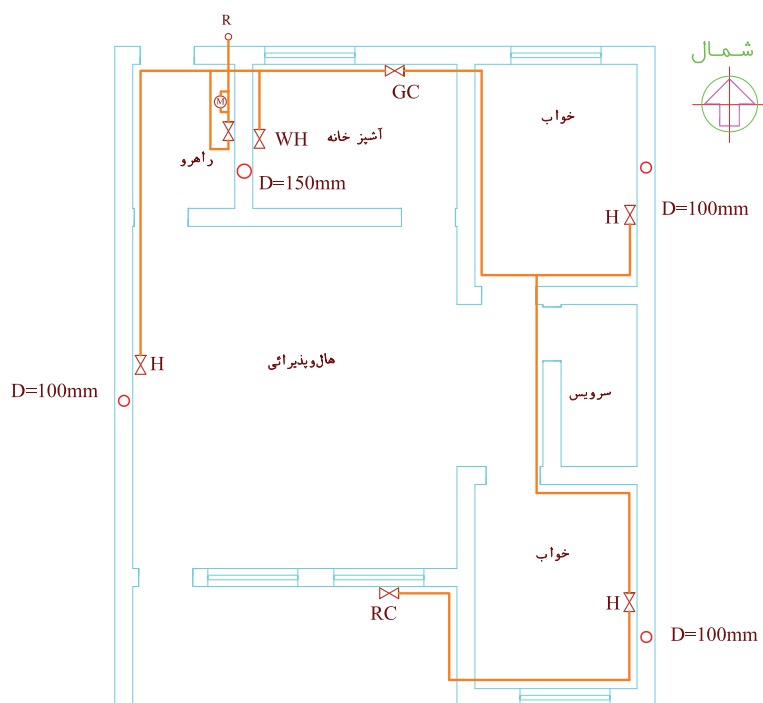 R
شمال
GC
خواب
M
WH
آشپز خانه
راهرو
D=150mm
H
D=100mm
هال‌وپذیرائی
H
D=100mm
سرویس
خواب
H
RC
D=100mm